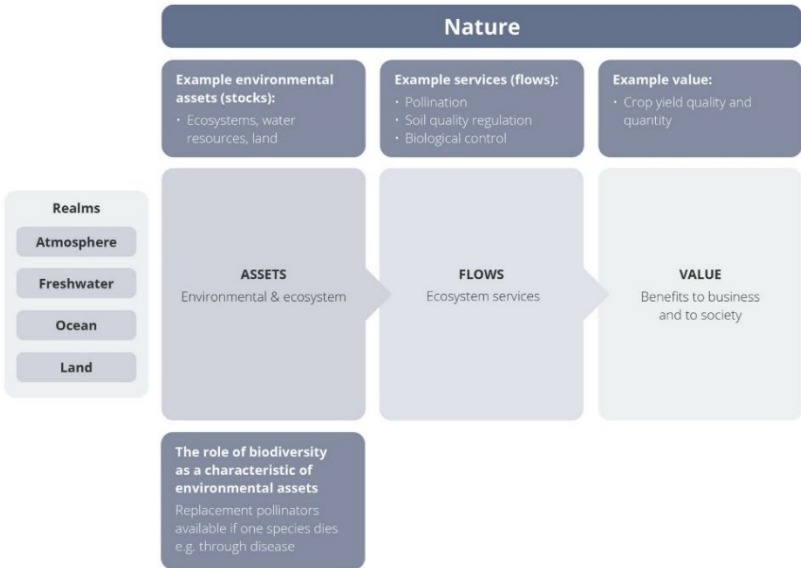 Nature
Example environmental
assets (stocks):
• Ecosystems, water
resources, land
Example services (flows):
• Pollination
• Soil quality regulation
• Biological control
Example value:
• Crop yield quality and
quantity
Realms
Atmosphere
Freshwater
Ocean
Land
ASSETS
Environmental & ecosystem
FLOWS
Ecosystem services
VALUE
Benefits to business
and to society
The role of biodiversity
as a characteristic of
environmental assets
Replacement pollinators
available if one species dies
e.g. through disease